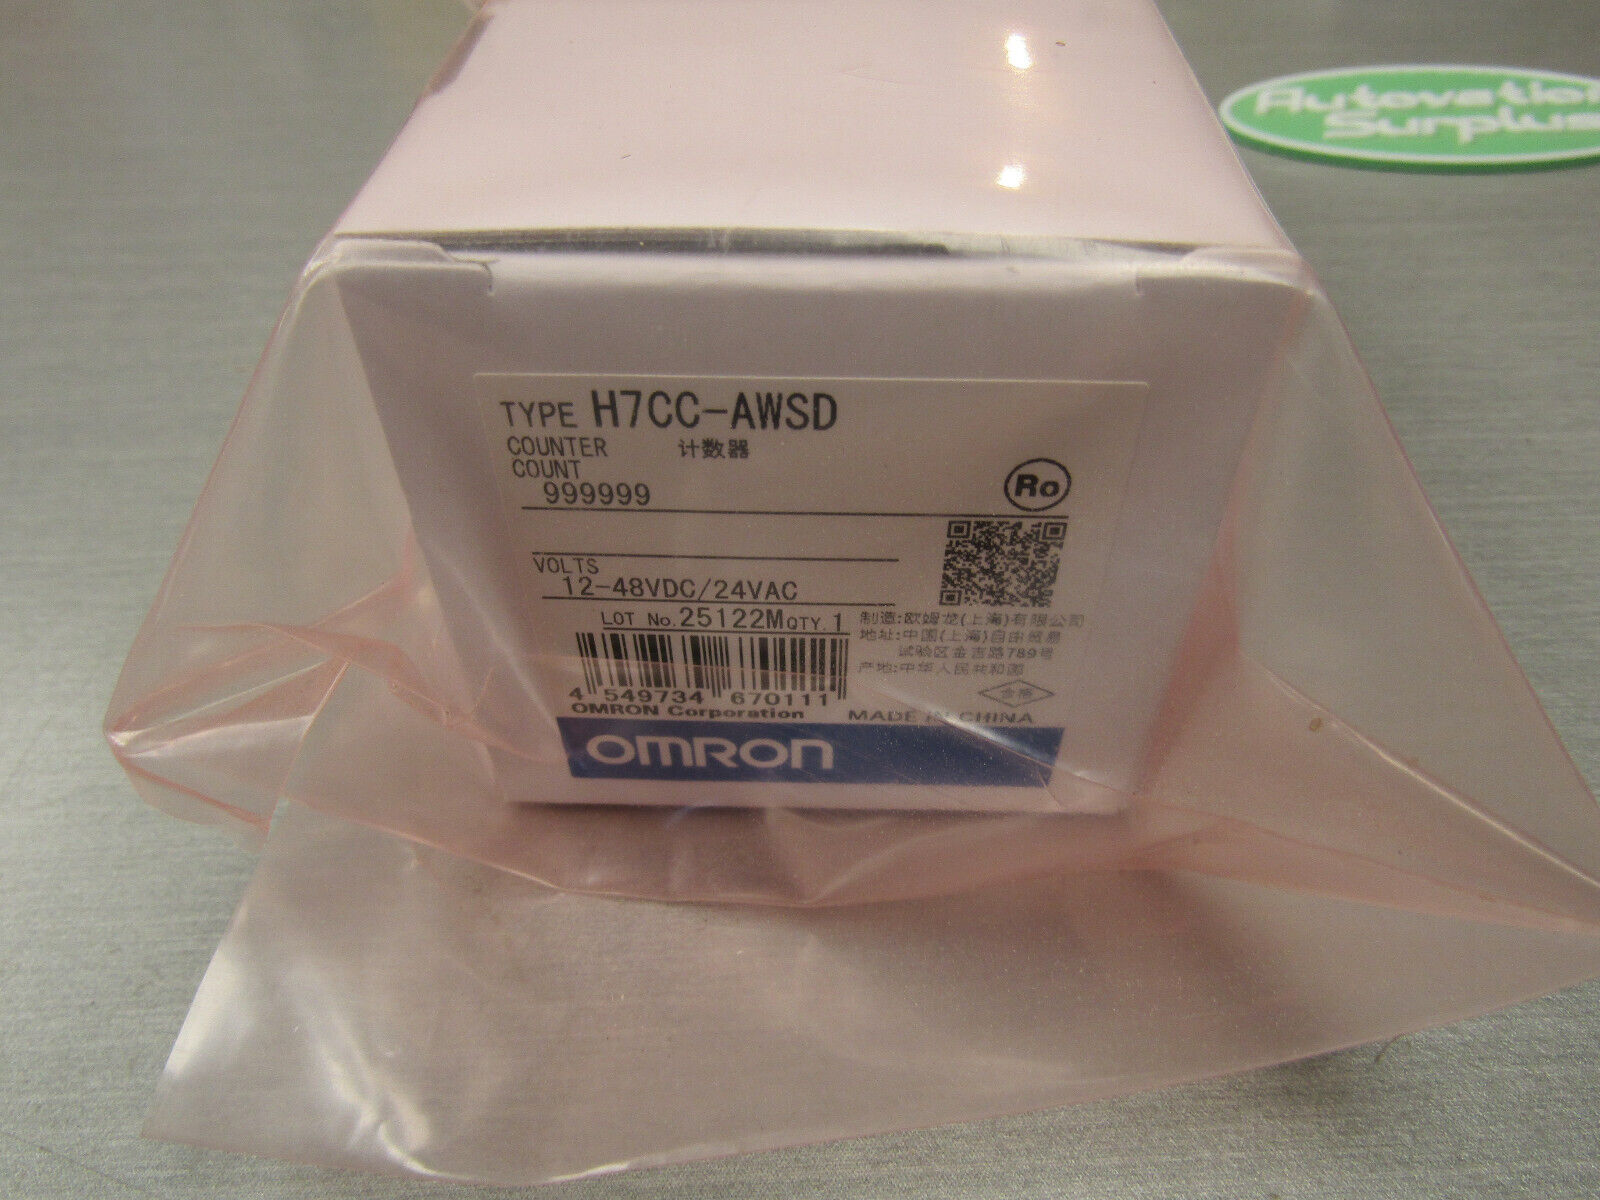 Autovation
Surplus
TYPE H7CC-AWSD
COUNTER 计数器
COUNT
999999
Ro
VOLTS
12-48VDC/24VAC
LOT No. 25122M QTY. 1
制造:欧姆龙(上海)有限公司
地址:中国(上海)自由贸易
试验区金吉路789号
产地:中华人民共和国
合格
4 549734 670111
OMRON Corporation MADE IN CHINA
OMRON